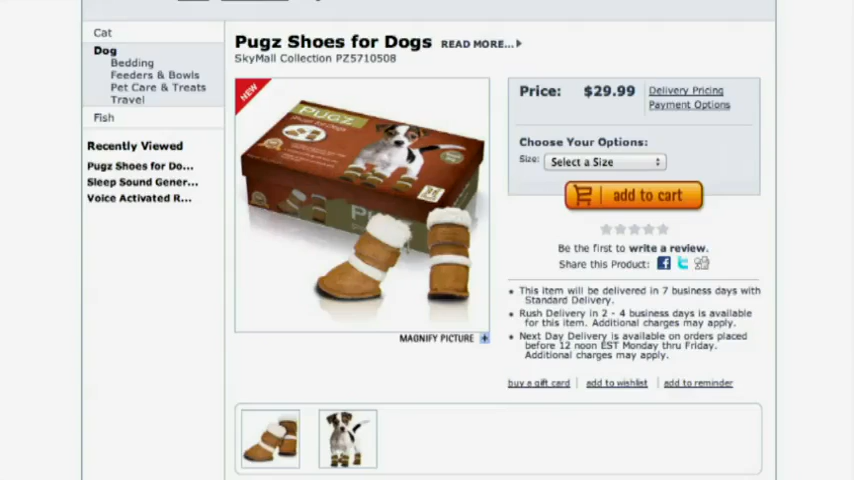 Cat
Dog
Bedding
Feeders & Bowls
Pet Care & Treats
Travel
Fish
Recently Viewed
Pugz Shoes for Do...
Sleep Sound Gener...
Voice Activated R...
Pugz Shoes for Dogs READ MORE...
SkyMall Collection PZ5710508
NEW
PUGZ
Shoes for Dogs
PUGZ
MAGNIFY PICTURE
Price: $29.99
Delivery Pricing
Payment Options
Choose Your Options:
Size: Select a Size
add to cart
Be the first to write a review.
Share this Product:
This item will be delivered in 7 business days with
Standard Delivery.
Rush Delivery in 2 - 4 business days is available
for this item. Additional charges may apply.
Next Day Delivery is available on orders placed
before 12 noon EST Monday thru Friday.
Additional charges may apply.
buy a gift card | add to wishlist | add to reminder